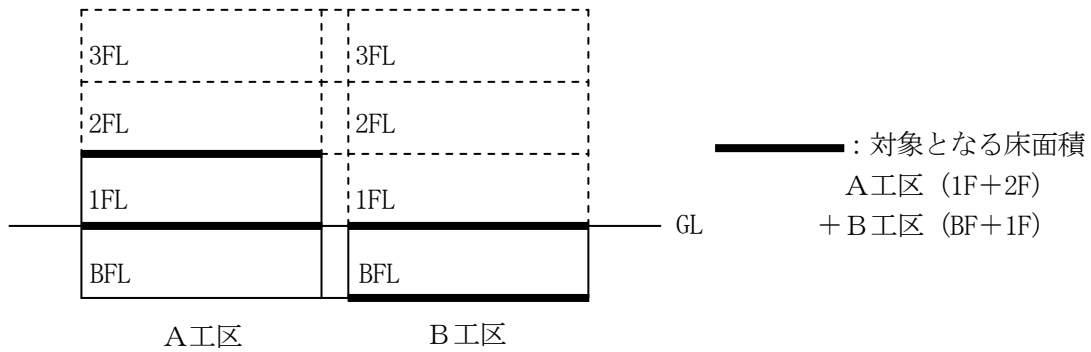 3FL 3FL
2FL 2FL
:対象となる床面積
A工区 (1F+2F)
1FL 1FL
GL
+B工区 (BF+1F)
BFL BFL
A工区 B工区